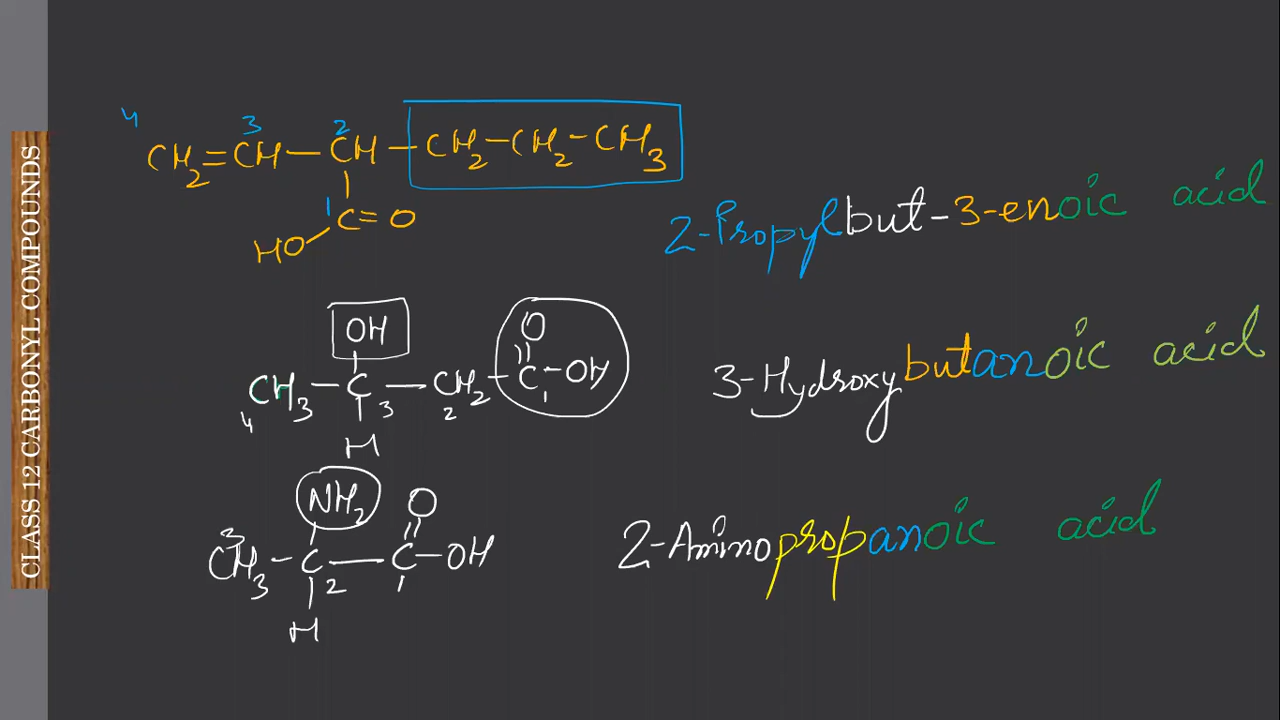 CLASS 12 CARBONYL COMPOUNDS
4 3 2
CH2=CH—CH—CH2—CH2—CH3
1 C=O
HO
2-Propylbut-3-enoic acid
OH O
CH3—C—CH2—C—OH
4 3 2 1
H
3-Hydroxybutanoic acid
NH2 O
3
CH3—C—C—OH
2 1
H
2-Aminopropanoic acid